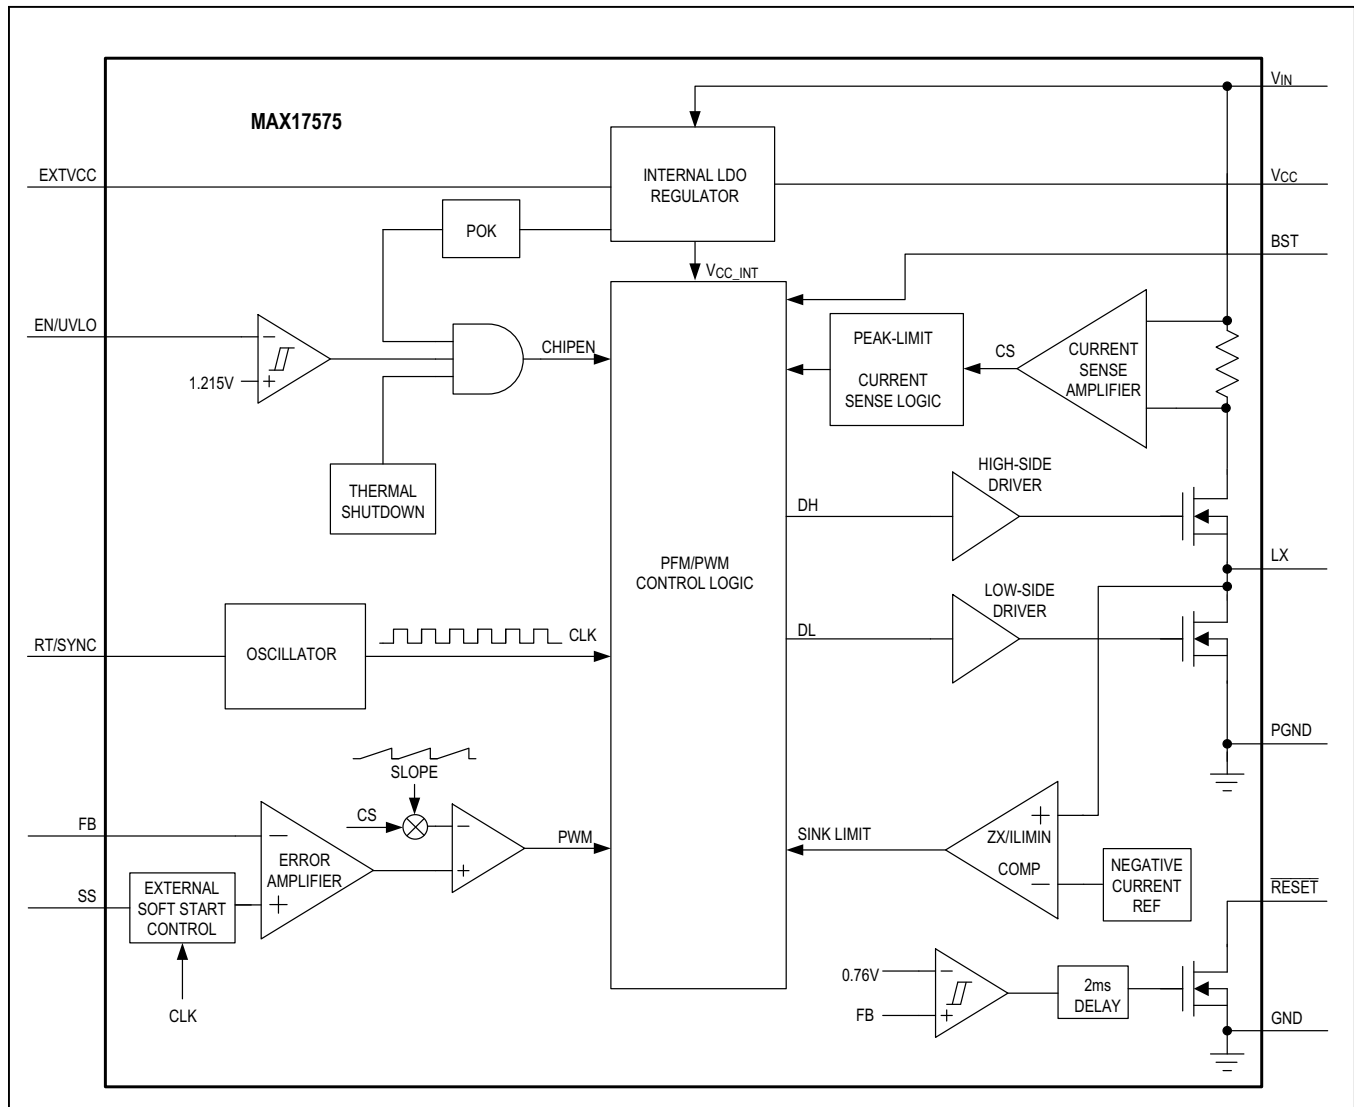 MAX17575
VIN
EXTVCC
INTERNAL LDO
REGULATOR
VCC
POK
BST
VCC_INT
EN/UVLO
−
1.215V
+
CHIPEN
PEAK-LIMIT
CURRENT
SENSE LOGIC
CS
CURRENT
SENSE
AMPLIFIER
THERMAL
SHUTDOWN
HIGH-SIDE
DRIVER
DH
LX
PFM/PWM
CONTROL LOGIC
LOW-SIDE
DRIVER
DL
RT/SYNC
OSCILLATOR
CLK
PGND
SLOPE
CS
FB
−
ERROR
AMPLIFIER
+
−
+
PWM
SS
EXTERNAL
SOFT START
CONTROL
CLK
SINK LIMIT
+
ZX/ILIMIN
COMP
−
NEGATIVE
CURRENT
REF
RESET
0.76V
−
FB
+
2ms
DELAY
GND